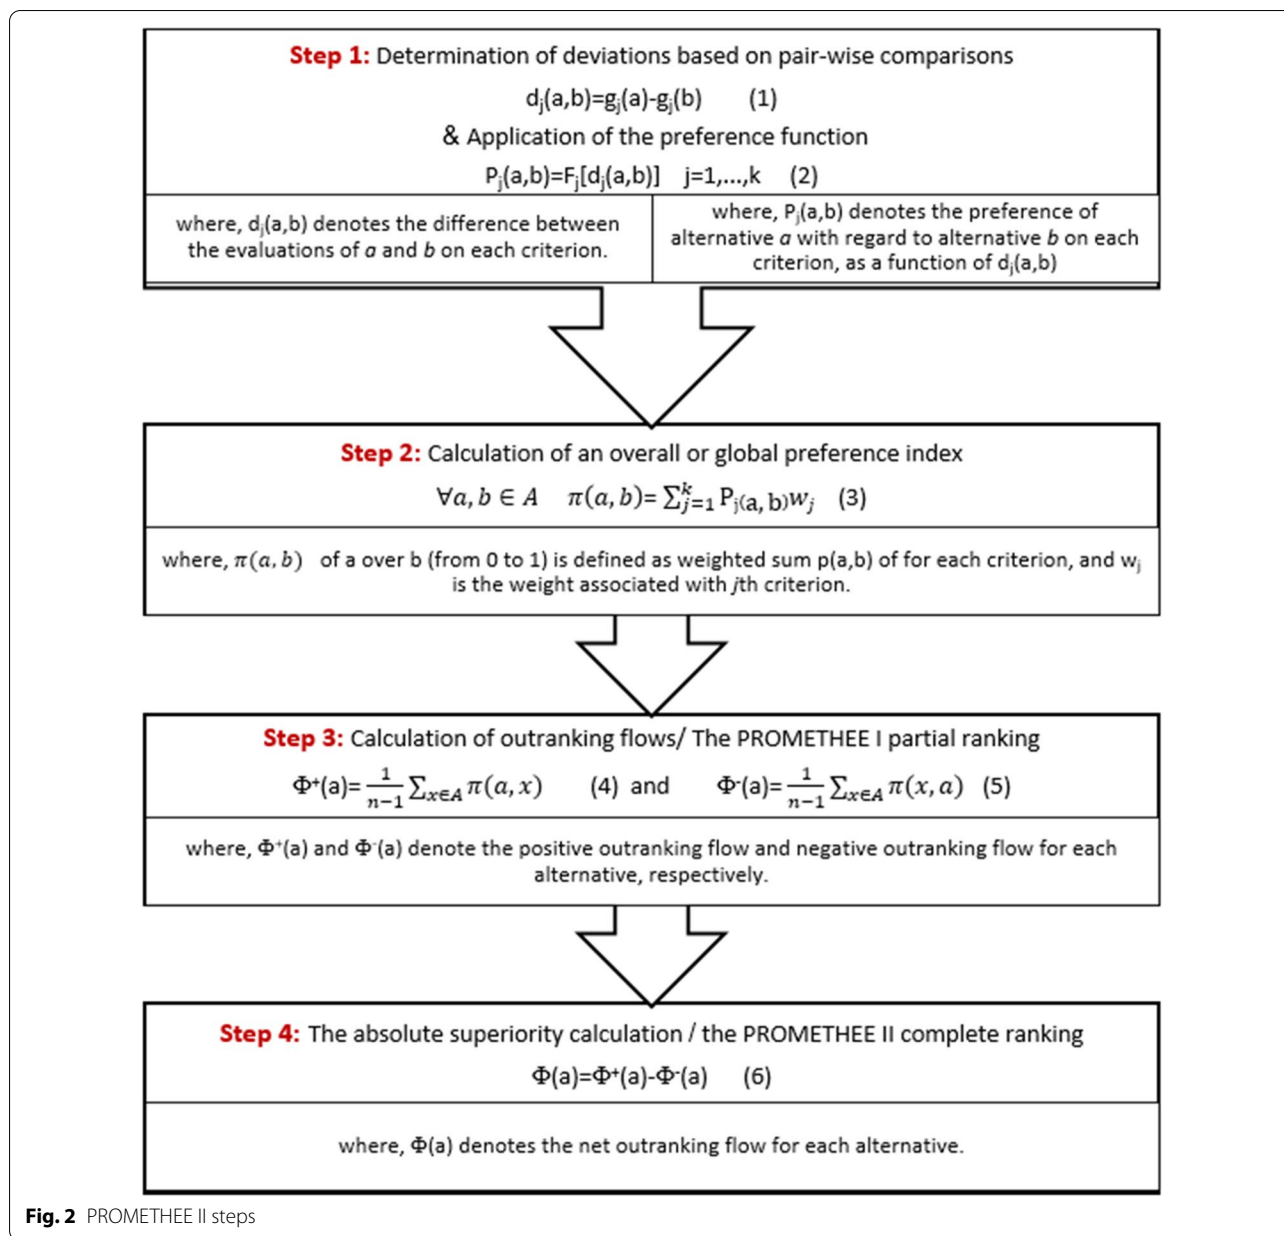 Step 1: Determination of deviations based on pair-wise comparisons
dj(a,b)=gj(a)-gj(b) (1)
& Application of the preference function
Pj(a,b)=Fj[dj(a,b)] j=1,...,k (2)
where, dj(a,b) denotes the difference between
the evaluations of a and b on each criterion.
where, Pj(a,b) denotes the preference of
alternative a with regard to alternative b on each
criterion, as a function of dj(a,b)
Step 2: Calculation of an overall or global preference index
∀a, b ∈ A π(a, b)= ∑ᵏⱼ₌₁ Pj(a, b)wj (3)
where, π(a, b) of a over b (from 0 to 1) is defined as weighted sum p(a,b) of for each criterion, and wj
is the weight associated with jth criterion.
Step 3: Calculation of outranking flows/ The PROMETHEE I partial ranking
Φ⁺(a)=1/(n−1) ∑x∈A π(a, x) (4) and Φ⁻(a)=1/(n−1) ∑x∈A π(x, a) (5)
where, Φ⁺(a) and Φ⁻(a) denote the positive outranking flow and negative outranking flow for each
alternative, respectively.
Step 4: The absolute superiority calculation / the PROMETHEE II complete ranking
Φ(a)=Φ⁺(a)-Φ⁻(a) (6)
where, Φ(a) denotes the net outranking flow for each alternative.
Fig. 2 PROMETHEE II steps